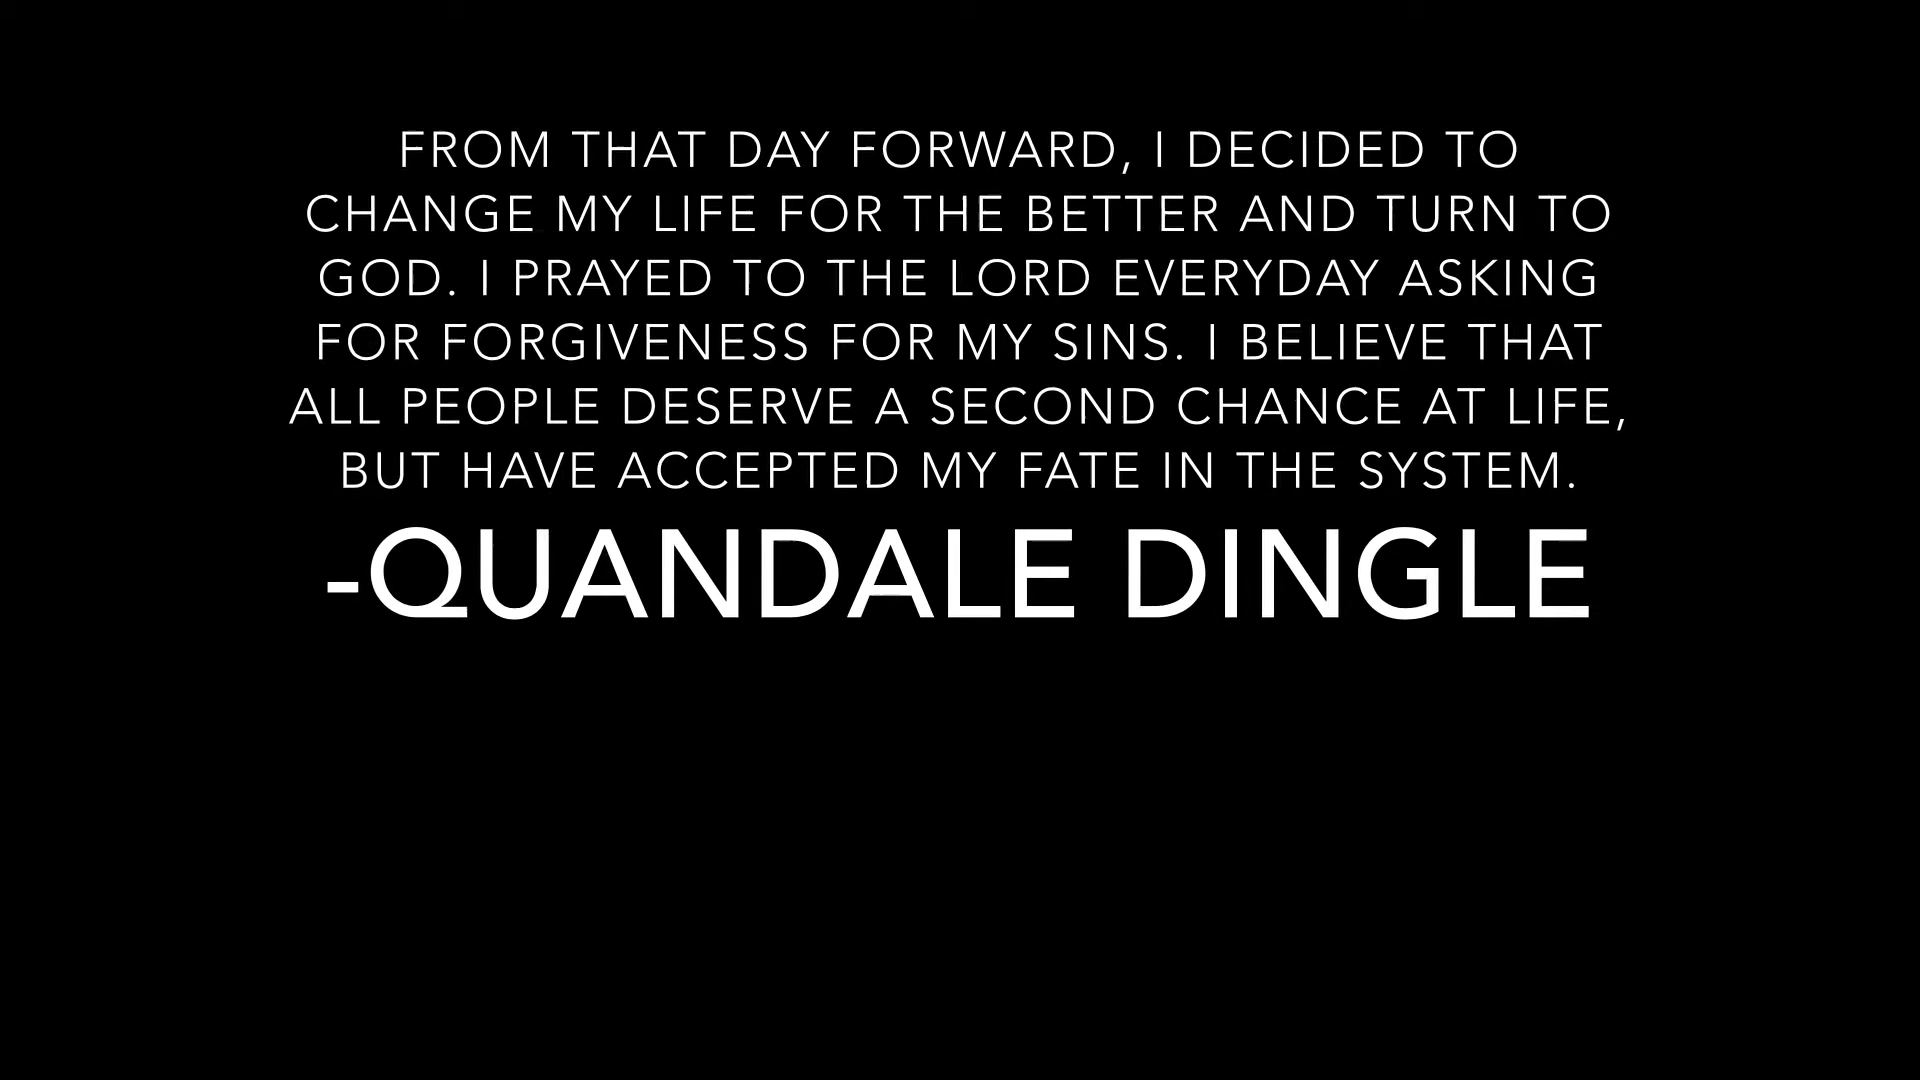 FROM THAT DAY FORWARD, I DECIDED TO
CHANGE MY LIFE FOR THE BETTER AND TURN TO
GOD. I PRAYED TO THE LORD EVERYDAY ASKING
FOR FORGIVENESS FOR MY SINS. I BELIEVE THAT
ALL PEOPLE DESERVE A SECOND CHANCE AT LIFE,
BUT HAVE ACCEPTED MY FATE IN THE SYSTEM.
-QUANDALE DINGLE